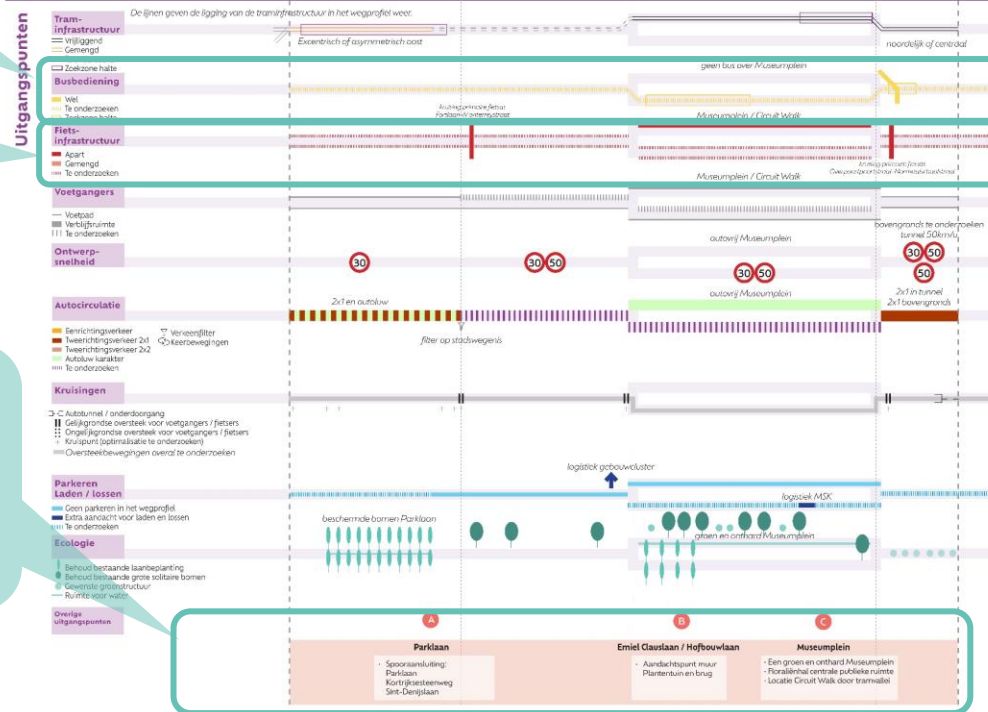 Uitgangspunten
De lijnen geven de ligging van de traminfrastructuur in het wegprofiel weer.
Tram-
infrastructuur
Vrijliggend
Gemengd
Zoekzone halte
Excentrisch of asymmetrisch oost
noordelijk of centraal
Busbediening
Wel
Te onderzoeken
Zoekzone halte
geen bus over Museumplein
Fiets-
infrastructuur
Apart
Gemengd
Te onderzoeken
kruising primaire fietsas
Museumplein / Circuit Walk
kruising primaire fietsas
Voetgangers
Voetpad
Verblijfsruimte
Te onderzoeken
Museumplein / Circuit Walk
Ontwerp-
snelheid
30
30 50
autovrij Museumplein
30 50
bovengronds te onderzoeken
tunnel 50km/u
30 50
50
Autocirculatie
Eenrichtingsverkeer
Tweerichtingsverkeer 2x1
Tweerichtingsverkeer 2x2
Autoluw karakter
Te onderzoeken
Verkeersfilter
Keerbewegingen
2x1 en autoluw
filter op stadswegenis
autovrij Museumplein
2x1 in tunnel
2x1 bovengronds
Kruisingen
Autotunnel / onderdoorgang
Gelijkgrondse oversteek voor voetgangers / fietsers
Ongelijkgrondse oversteek voor voetgangers / fietsers
Kruispunt (optimalisatie te onderzoeken)
Oversteekbewegingen overal te onderzoeken
Parkeren
Laden / lossen
Geen parkeren in het wegprofiel
Extra aandacht voor laden en lossen
Te onderzoeken
logistiek gebouwcluster
logistiek MSK
Ecologie
Behoud bestaande laanbeplanting
Behoud bestaande grote solitaire bomen
Gewenste groenstructuur
Ruimte voor water
beschermde bomen Parklaan
groen en onthard Museumplein
Overige
uitgangspunten
A
B
C
Parklaan
· Spooraansluiting:
Parklaan
Kortrijksesteenweg
Sint-Denijslaan
Emiel Clauslaan / Hofbouwlaan
· Aandachtspunt muur
Plantentuin en brug
Museumplein
· Een groen en onthard Museumplein
· Floraliënhal centrale publieke ruimte
· Locatie Circuit Walk door tramvallei